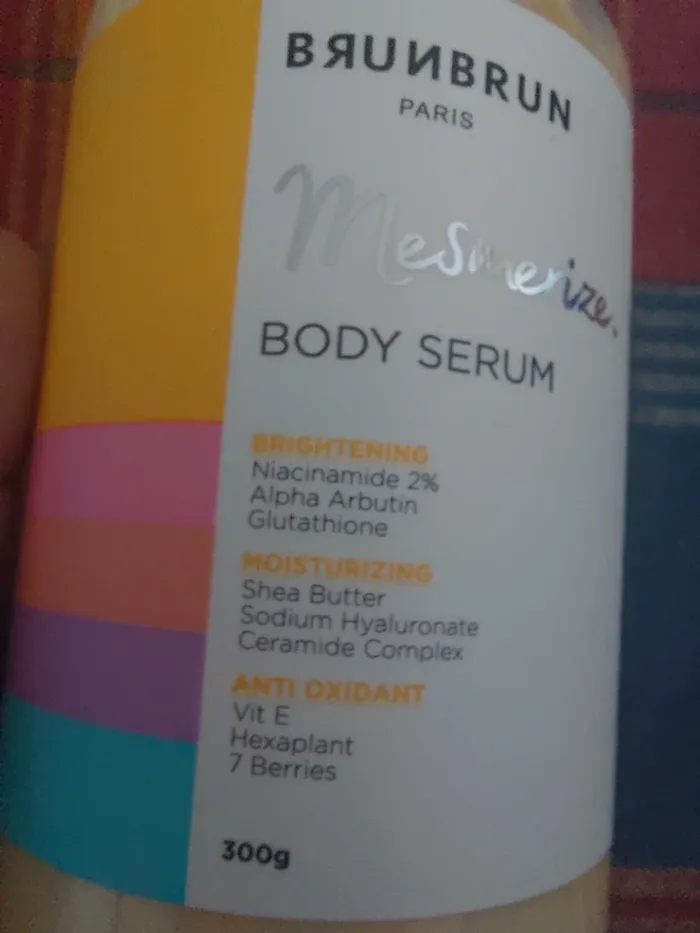 BЯUИBRUN
PARIS
Mesmerize.
BODY SERUM
BRIGHTENING
Niacinamide 2%
Alpha Arbutin
Glutathione
MOISTURIZING
Shea Butter
Sodium Hyaluronate
Ceramide Complex
ANTI OXIDANT
Vit E
Hexaplant
7 Berries
300g